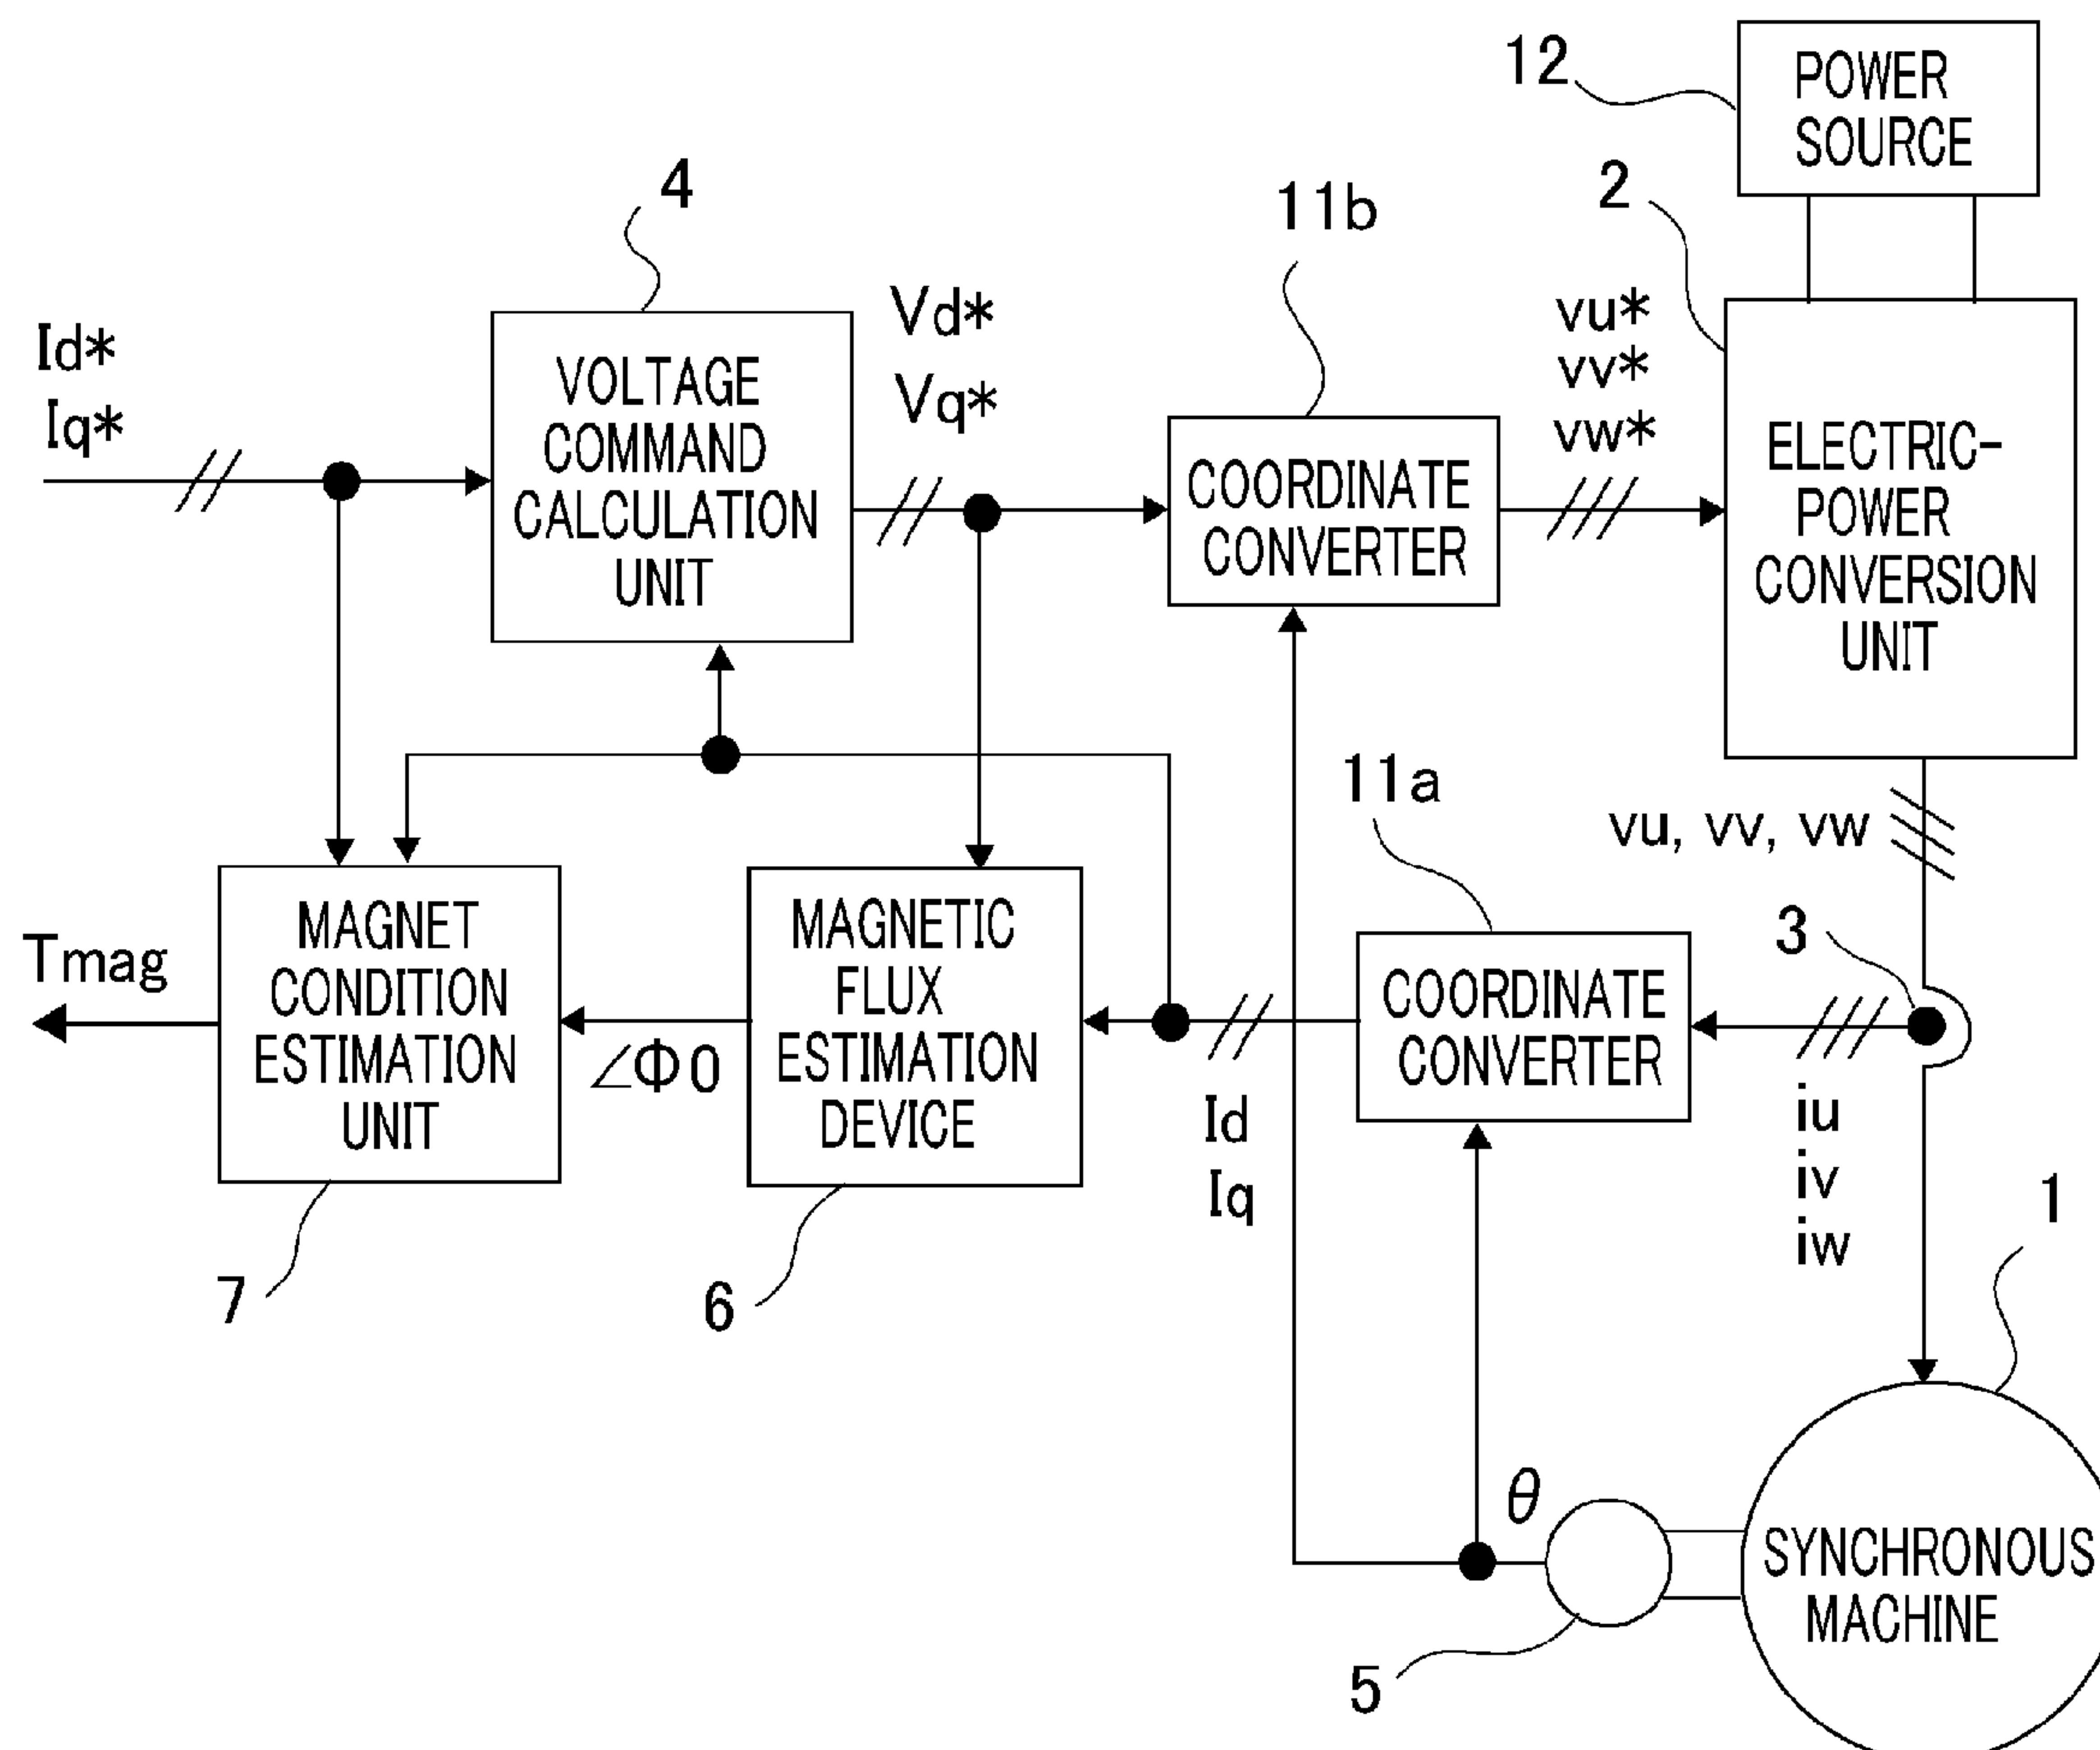 12
POWER
SOURCE
4
11b
2
Id*
Iq*
VOLTAGE
COMMAND
CALCULATION
UNIT
Vd*
Vq*
COORDINATE
CONVERTER
vu*
vv*
vw*
ELECTRIC-
POWER
CONVERSION
UNIT
11a
vu, vv, vw
3
Tmag
MAGNET
CONDITION
ESTIMATION
UNIT
∠Φ0
MAGNETIC
FLUX
ESTIMATION
DEVICE
Id
Iq
COORDINATE
CONVERTER
iu
iv
iw
1
7
6
θ
5
SYNCHRONOUS
MACHINE